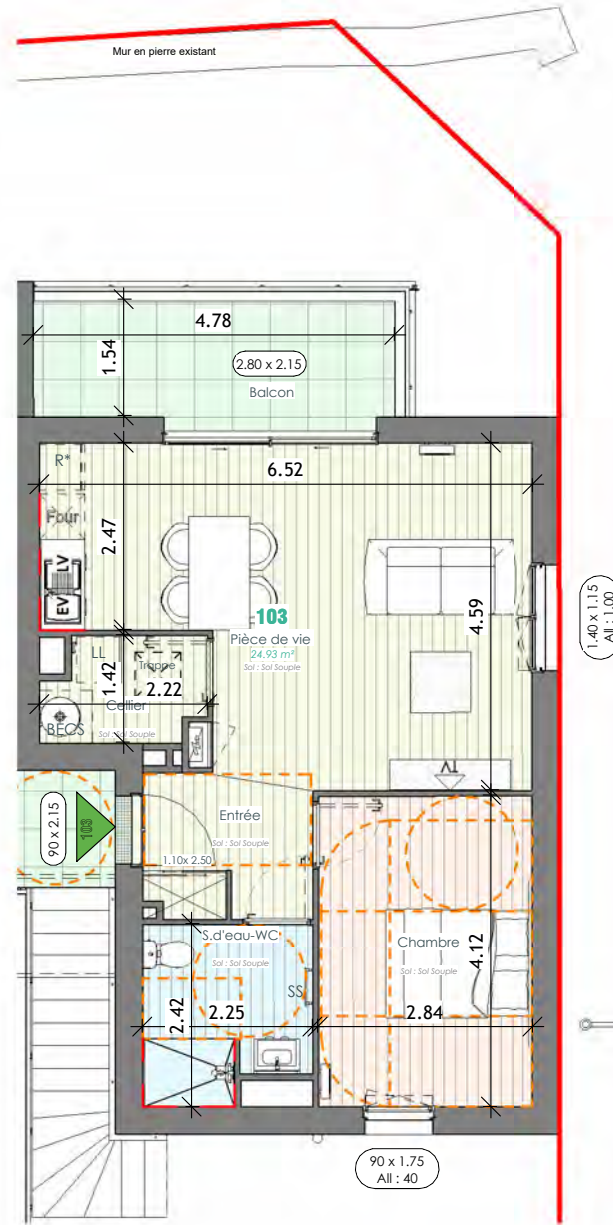 Mur en pierre existant
4.78
1.54
2.80 x 2.15
Balcon
R*
6.52
Four
2.47
LV
EV
103
Pièce de vie
24.93 m²
Sol : Sol Souple
4.59
1.40 x 1.15
All : 1.00
LL
Trappe
1.42
2.22
Cellier
Sol : Sol Souple
BECS
TV
90 x 2.15
103
Entrée
Sol : Sol Souple
1.10x 2.50
S.d'eau-WC
Sol : Sol Souple
SS
2.42
2.25
Chambre
Sol : Sol Souple
4.12
2.84
90 x 1.75
All : 40